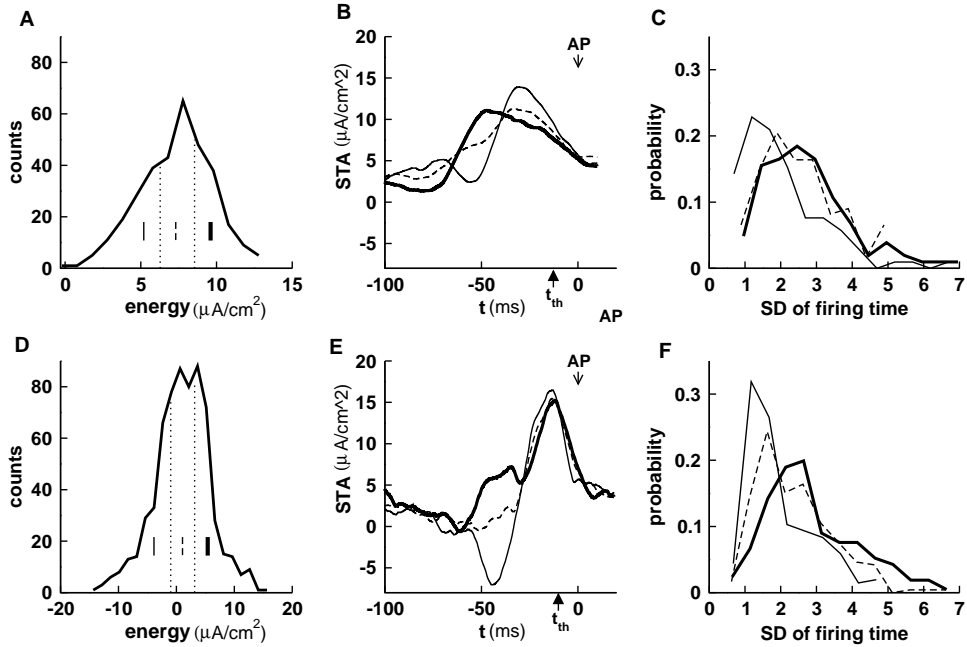 A
80
60
40
20
0
counts
0
5
10
15
energy (μA/cm²)
B
20
15
10
5
0
-5
STA (μA/cm^2)
AP
-100
-50
0
t (ms)
t_th
C
0.3
0.2
0.1
0
probability
0
1
2
3
4
5
6
7
SD of firing time
AP
D
80
60
40
20
0
counts
-20
-10
0
10
20
energy (μA/cm²)
E
20
15
10
5
0
-5
STA (μ A/cm^2)
AP
-100
-50
0
t (ms)
t_th
F
0.3
0.2
0.1
0
probability
0
1
2
3
4
5
6
7
SD of firing time